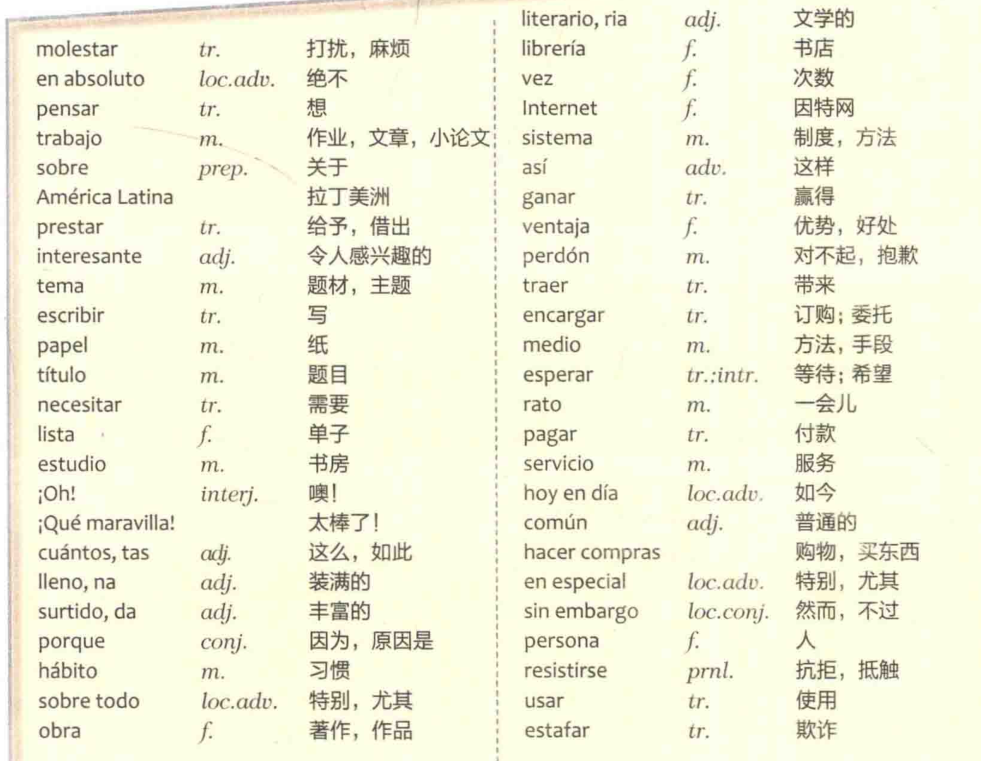 molestar tr. 打扰，麻烦
en absoluto loc.adv. 绝不
pensar tr. 想
trabajo m. 作业，文章，小论文
sobre prep. 关于
América Latina 拉丁美洲
prestar tr. 给予，借出
interesante adj. 令人感兴趣的
tema m. 题材，主题
escribir tr. 写
papel m. 纸
título m. 题目
necesitar tr. 需要
lista f. 单子
estudio m. 书房
¡Oh! interj. 噢！
¡Qué maravilla! 太棒了！
cuántos, tas adj. 这么，如此
lleno, na adj. 装满的
surtido, da adj. 丰富的
porque conj. 因为，原因是
hábito m. 习惯
sobre todo loc.adv. 特别，尤其
obra f. 著作，作品
literario, ria adj. 文学的
librería f. 书店
vez f. 次数
Internet f. 因特网
sistema m. 制度，方法
así adv. 这样
ganar tr. 赢得
ventaja f. 优势，好处
perdón m. 对不起，抱歉
traer tr. 带来
encargar tr. 订购；委托
medio m. 方法，手段
esperar tr.;intr. 等待；希望
rato m. 一会儿
pagar tr. 付款
servicio m. 服务
hoy en día loc.adv. 如今
común adj. 普通的
hacer compras 购物，买东西
en especial loc.adv. 特别，尤其
sin embargo loc.conj. 然而，不过
persona f. 人
resistirse prnl. 抗拒，抵触
usar tr. 使用
estafar tr. 欺诈